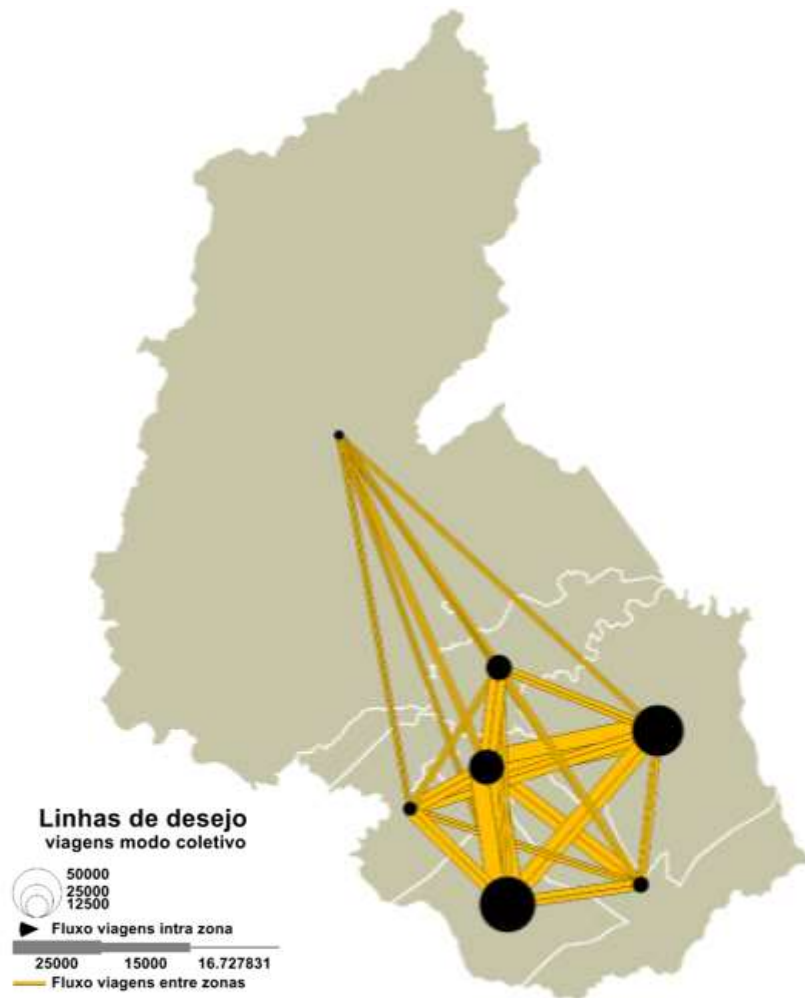 Linhas de desejo
viagens modo coletivo
50000
25000
12500
Fluxo viagens intra zona
25000 15000 16.727831
Fluxo viagens entre zonas